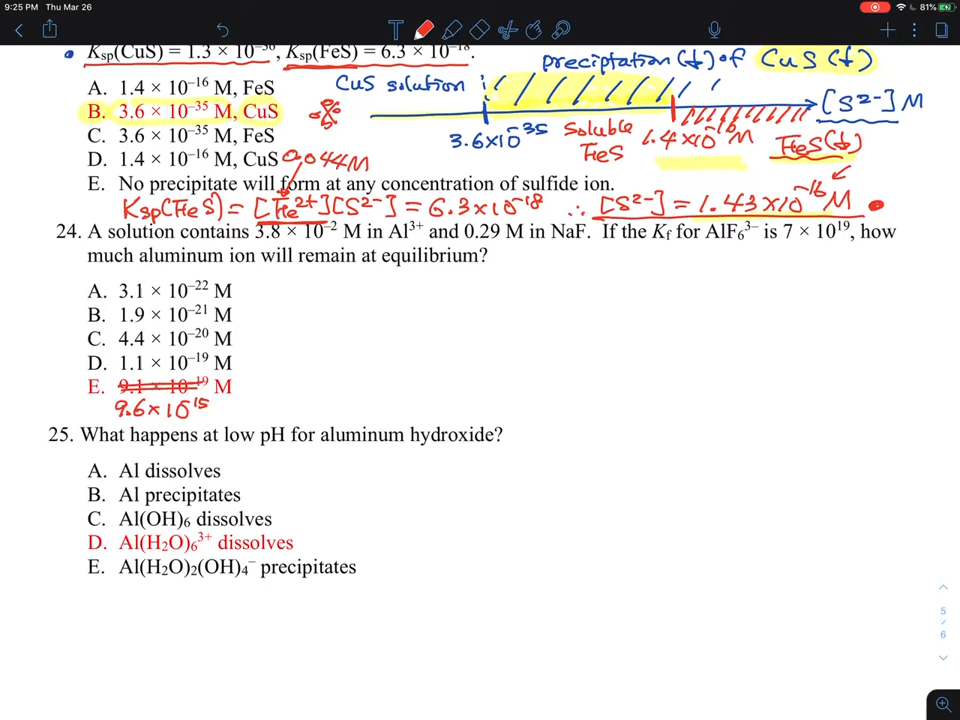 9:25 PM Thu Mar 26
81%
Ksp(CuS) = 1.3 × 10⁻³⁶, Ksp(FeS) = 6.3 × 10⁻¹⁸.
precipitation (↓) of CuS (↓)
A. 1.4 × 10⁻¹⁶ M, FeS
CuS solution
B. 3.6 × 10⁻³⁵ M, CuS
[S²⁻] M
C. 3.6 × 10⁻³⁵ M, FeS
3.6×10⁻³⁵
soluble FeS
1.4×10⁻¹⁶ M
FeS(↓)
D. 1.4 × 10⁻¹⁶ M, CuS
0.044M
E. No precipitate will form at any concentration of sulfide ion.
Ksp(FeS) = [Fe²⁺][S²⁻] = 6.3×10⁻¹⁸ ∴ [S²⁻] = 1.43×10⁻¹⁶ M
24. A solution contains 3.8 × 10⁻² M in Al³⁺ and 0.29 M in NaF. If the Kf for AlF₆³⁻ is 7 × 10¹⁹, how
much aluminum ion will remain at equilibrium?
A. 3.1 × 10⁻²² M
B. 1.9 × 10⁻²¹ M
C. 4.4 × 10⁻²⁰ M
D. 1.1 × 10⁻¹⁹ M
E. 9.1 × 10⁻¹⁹ M
9.6×10⁻¹⁵
25. What happens at low pH for aluminum hydroxide?
A. Al dissolves
B. Al precipitates
C. Al(OH)₆ dissolves
D. Al(H₂O)₆³⁺ dissolves
E. Al(H₂O)₂(OH)₄⁻ precipitates
5
/
6